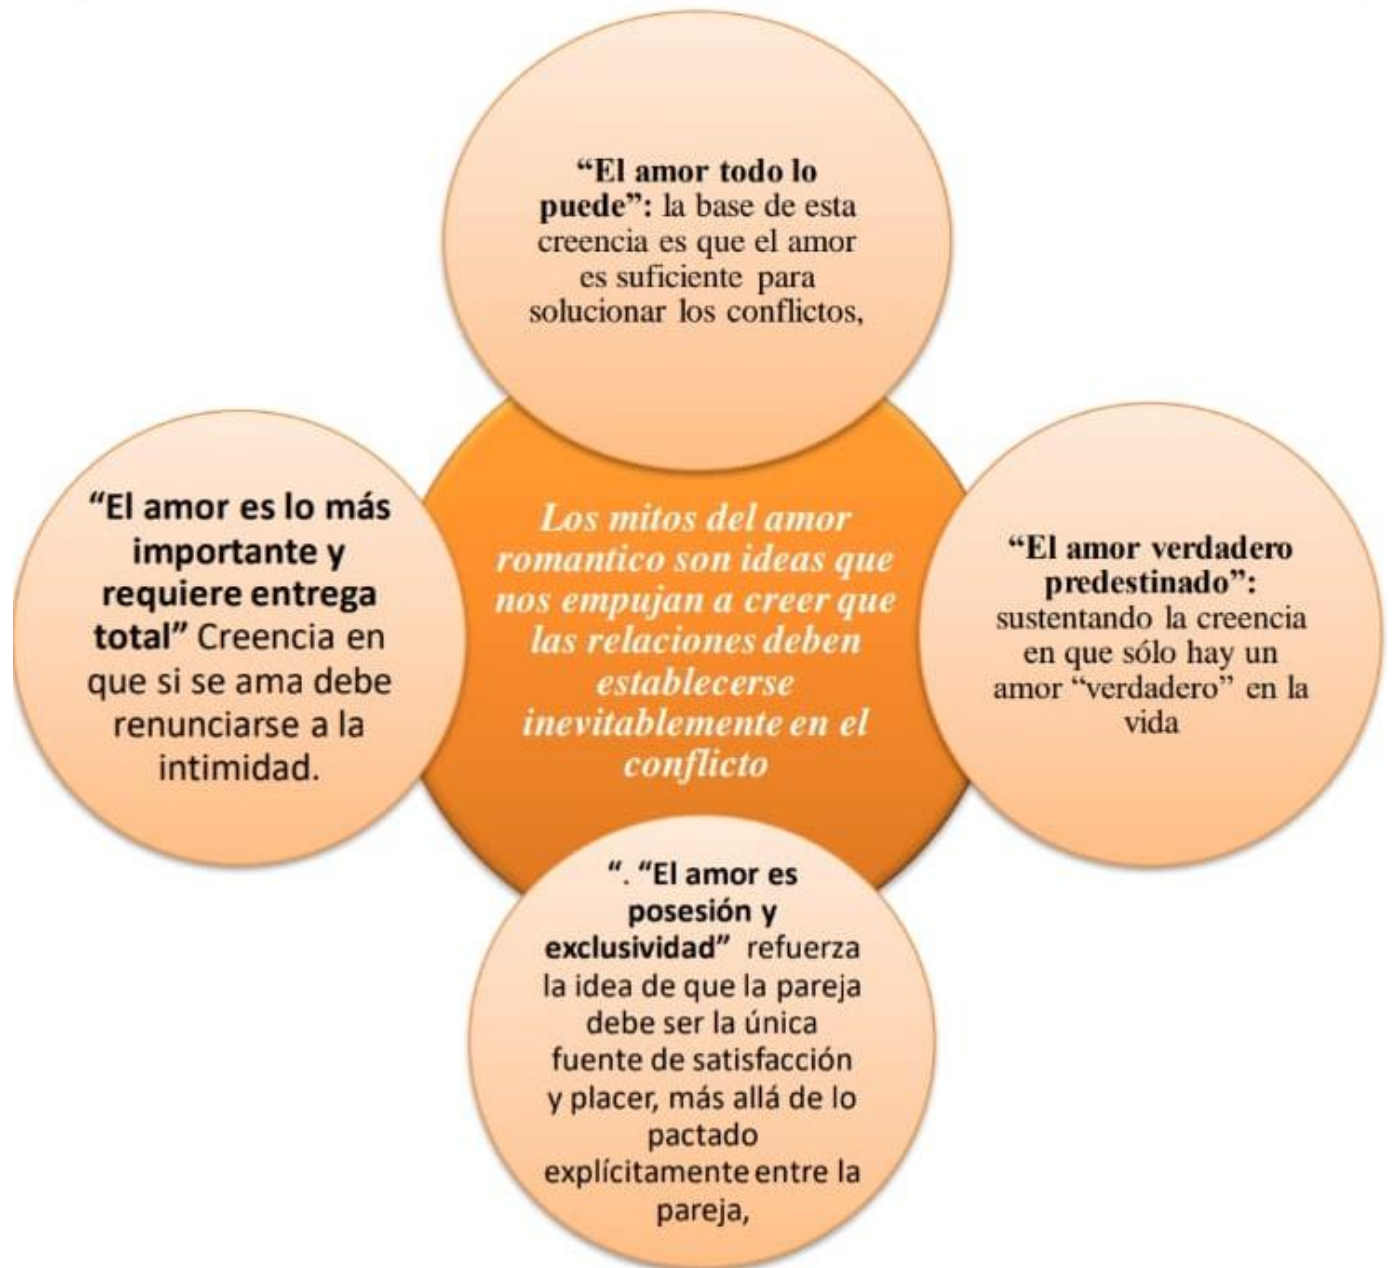 “El amor todo lo
puede”: la base de esta
creencia es que el amor
es suficiente para
solucionar los conflictos,
“El amor es lo más
importante y
requiere entrega
total” Creencia en
que si se ama debe
renunciarse a la
intimidad.
Los mitos del amor
romantico son ideas que
nos empujan a creer que
las relaciones deben
establecerse
inevitablemente en el
conflicto
“El amor verdadero
predestinado”:
sustentando la creencia
en que sólo hay un
amor “verdadero” en la
vida
“. “El amor es
posesión y
exclusividad” refuerza
la idea de que la pareja
debe ser la única
fuente de satisfacción
y placer, más allá de lo
pactado
explícitamente entre la
pareja,